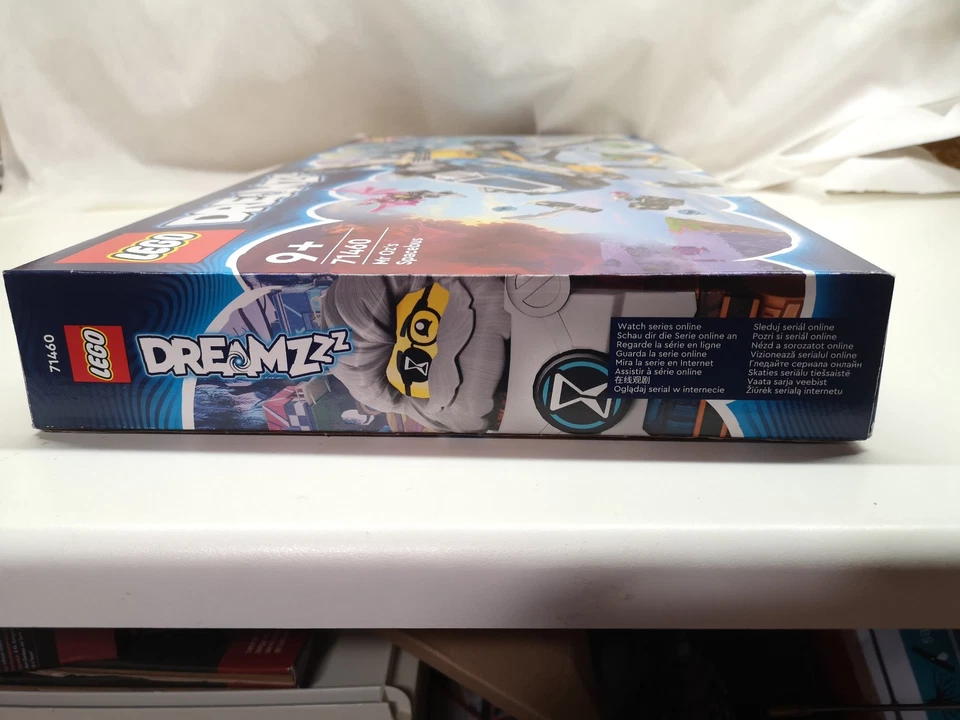 LEGO
DREAMZZZ
9+
71460
Mr Oz's
Spacebus
71460
LEGO
DREAMZZZ
Watch series online
Schau dir die Serie online an
Regarde la série en ligne
Guarda la serie online
Mira la serie en Internet
Assistir à série online
在线观剧
Oglądaj serial w internecie
Sleduj seriál online
Pozri si seriál online
Nézd a sorozatot online
Vizionează serialul online
Гледайте сериала онлайн
Skaties seriālu tiešsaistē
Vaata sarja veebist
Žiūrėk serialą internetu